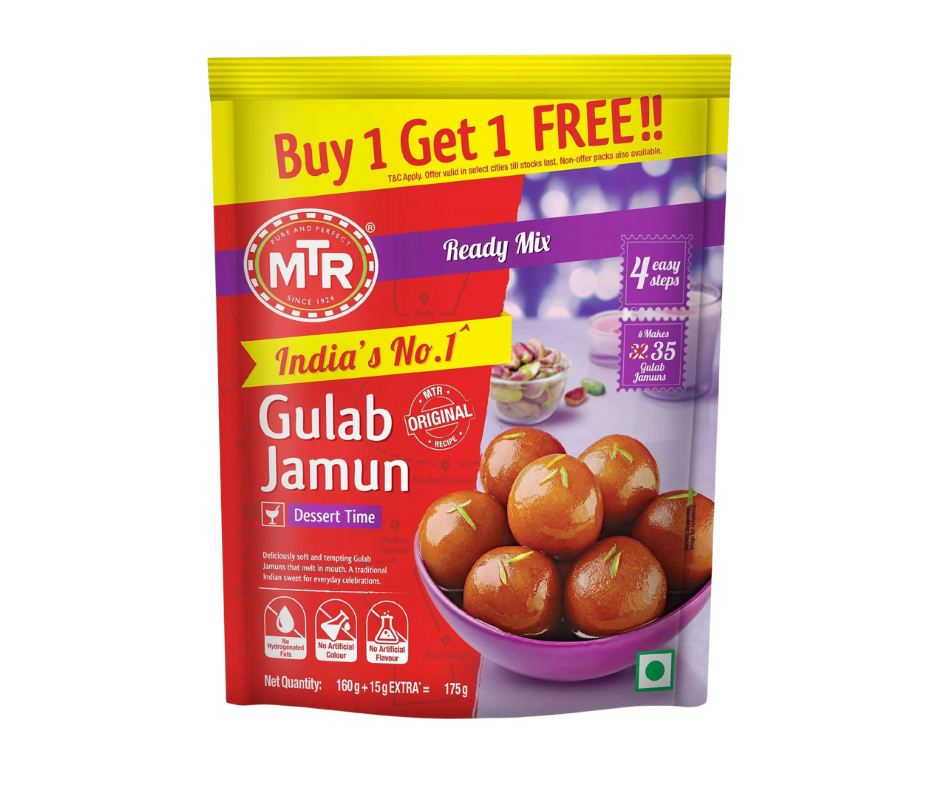 Buy 1 Get 1 FREE!!
T&C Apply. Offer valid in select cities till stocks last. Non-offer packs also available.
PURE AND PERFECT
MTR
SINCE 1924
®
Ready Mix
4 easy
steps
Makes
32 35
Gulab
Jamuns
India's No.1^
Gulab
Jamun
MTR
ORIGINAL
RECIPE
Dessert Time
Deliciously soft and tempting Gulab
Jamuns that melt in mouth. A traditional
Indian sweet for everyday celebrations.
No
Hydrogenated
Fats
No Artificial
Colour
No Artificial
Flavour
Net Quantity: 160g+15gEXTRA*= 175g